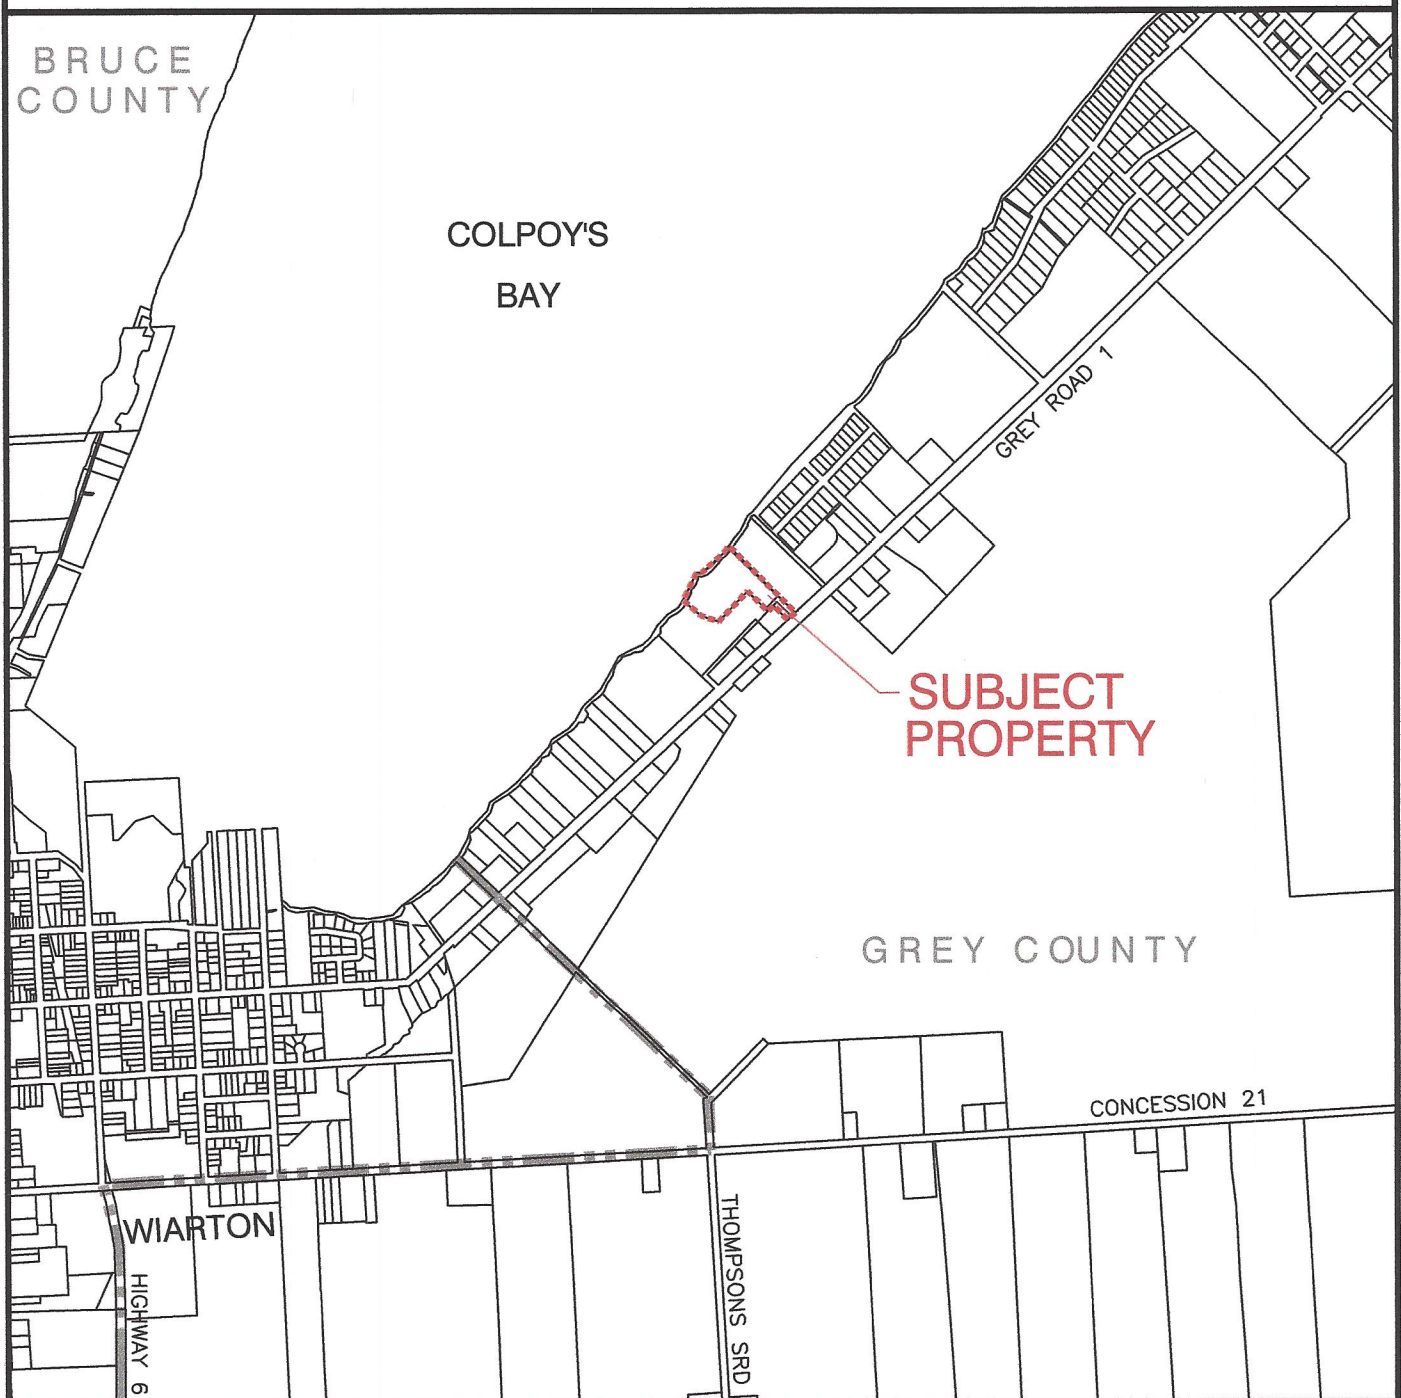 BRUCE
COUNTY
COLPOY'S
BAY
GREY ROAD 1
SUBJECT
PROPERTY
GREY COUNTY
CONCESSION 21
WIARTON
THOMPSONS SRD
HIGHWAY 6